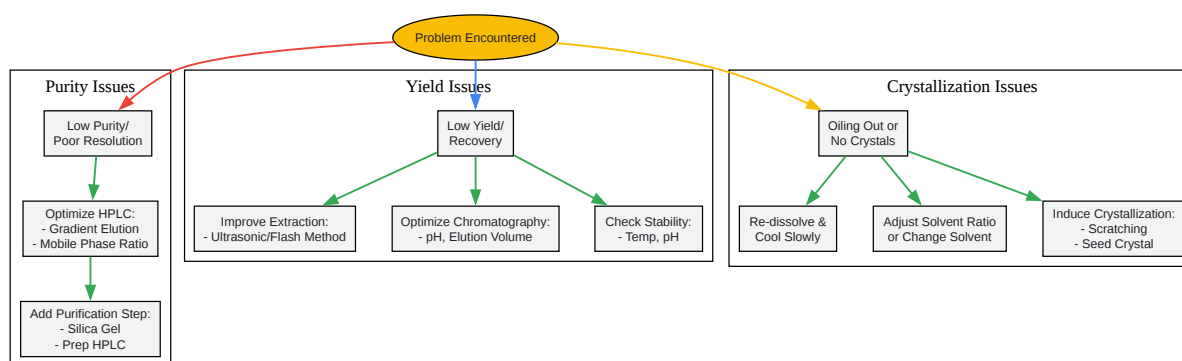 Problem Encountered
Purity Issues
Low Purity/
Poor Resolution
Optimize HPLC:
- Gradient Elution
- Mobile Phase Ratio
Add Purification Step:
- Silica Gel
- Prep HPLC
Yield Issues
Low Yield/
Recovery
Improve Extraction:
- Ultrasonic/Flash Method
Optimize Chromatography:
- pH, Elution Volume
Check Stability:
- Temp, pH
Crystallization Issues
Oiling Out or
No Crystals
Re-dissolve &
Cool Slowly
Adjust Solvent Ratio
or Change Solvent
Induce Crystallization:
- Scratching
- Seed Crystal